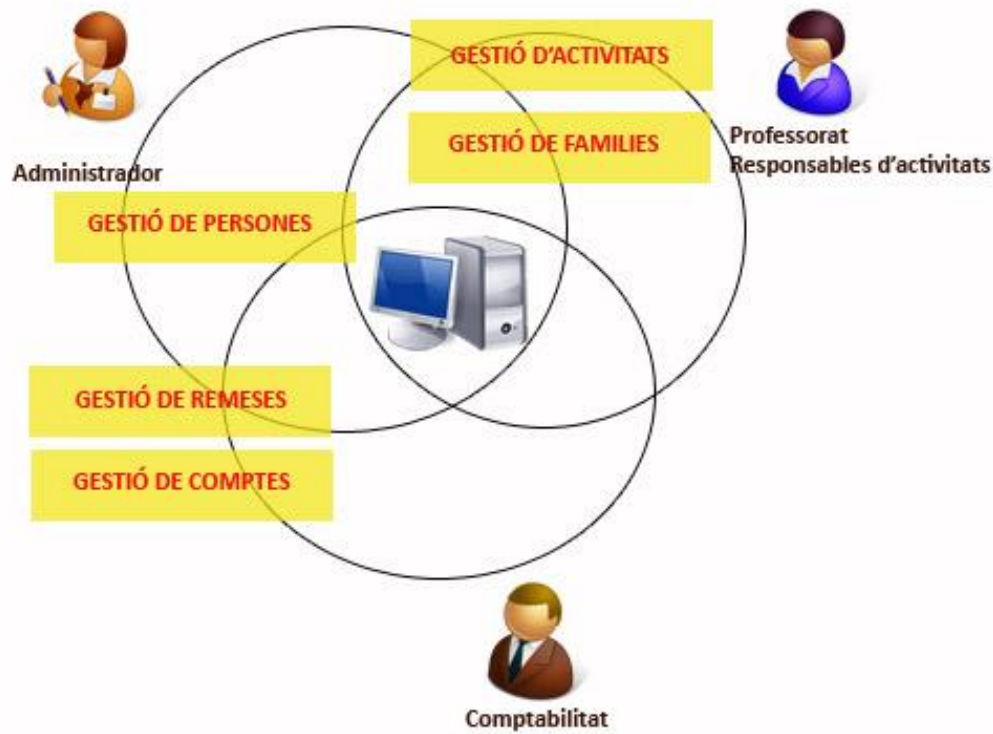 GESTIÓ D'ACTIVITATS
GESTIÓ DE FAMILIES
Professorat
Responsables d'activitats
Administrador
GESTIÓ DE PERSONES
GESTIÓ DE REMESES
GESTIÓ DE COMPTES
Comptabilitat